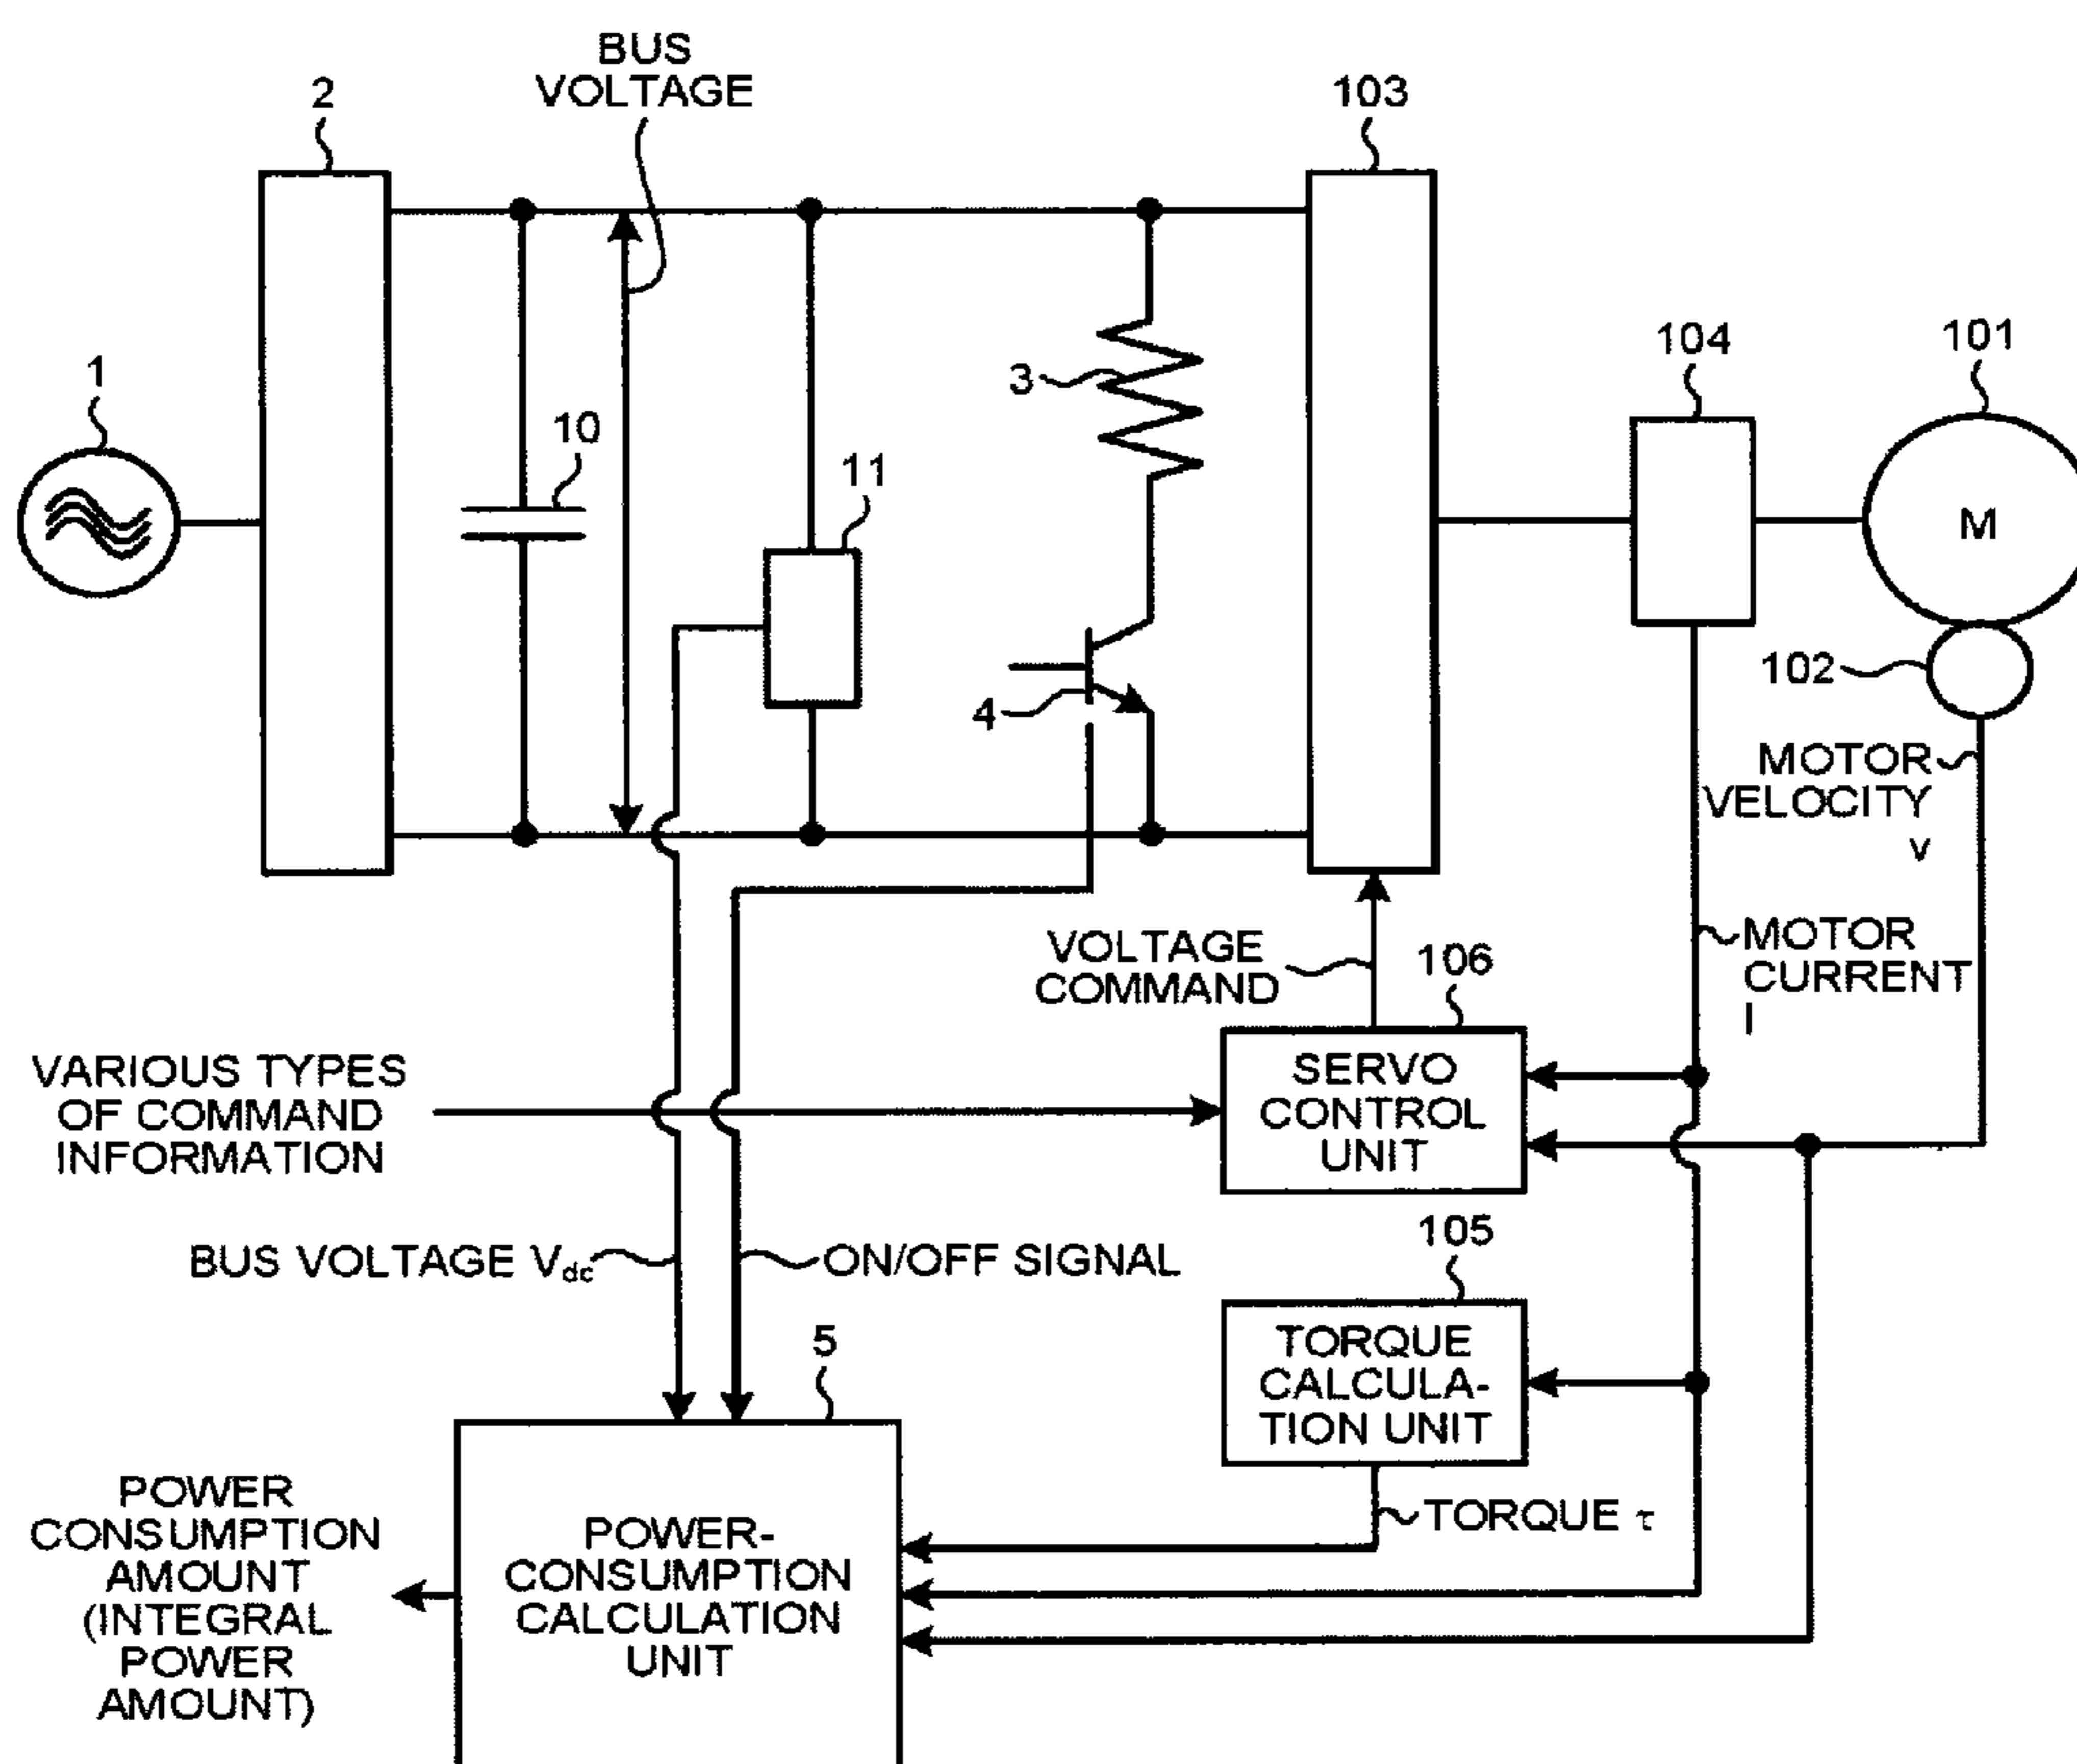 BUS
VOLTAGE
2
103
1
10
11
3
4
104
101
M
102
MOTOR
VELOCITY
v
MOTOR
CURRENT
I
VOLTAGE
COMMAND
106
VARIOUS TYPES
OF COMMAND
INFORMATION
SERVO
CONTROL
UNIT
BUS VOLTAGE Vdc
ON/OFF SIGNAL
105
TORQUE
CALCULA-
TION UNIT
5
TORQUE τ
POWER
CONSUMPTION
AMOUNT
(INTEGRAL
POWER
AMOUNT)
POWER-
CONSUMPTION
CALCULATION
UNIT